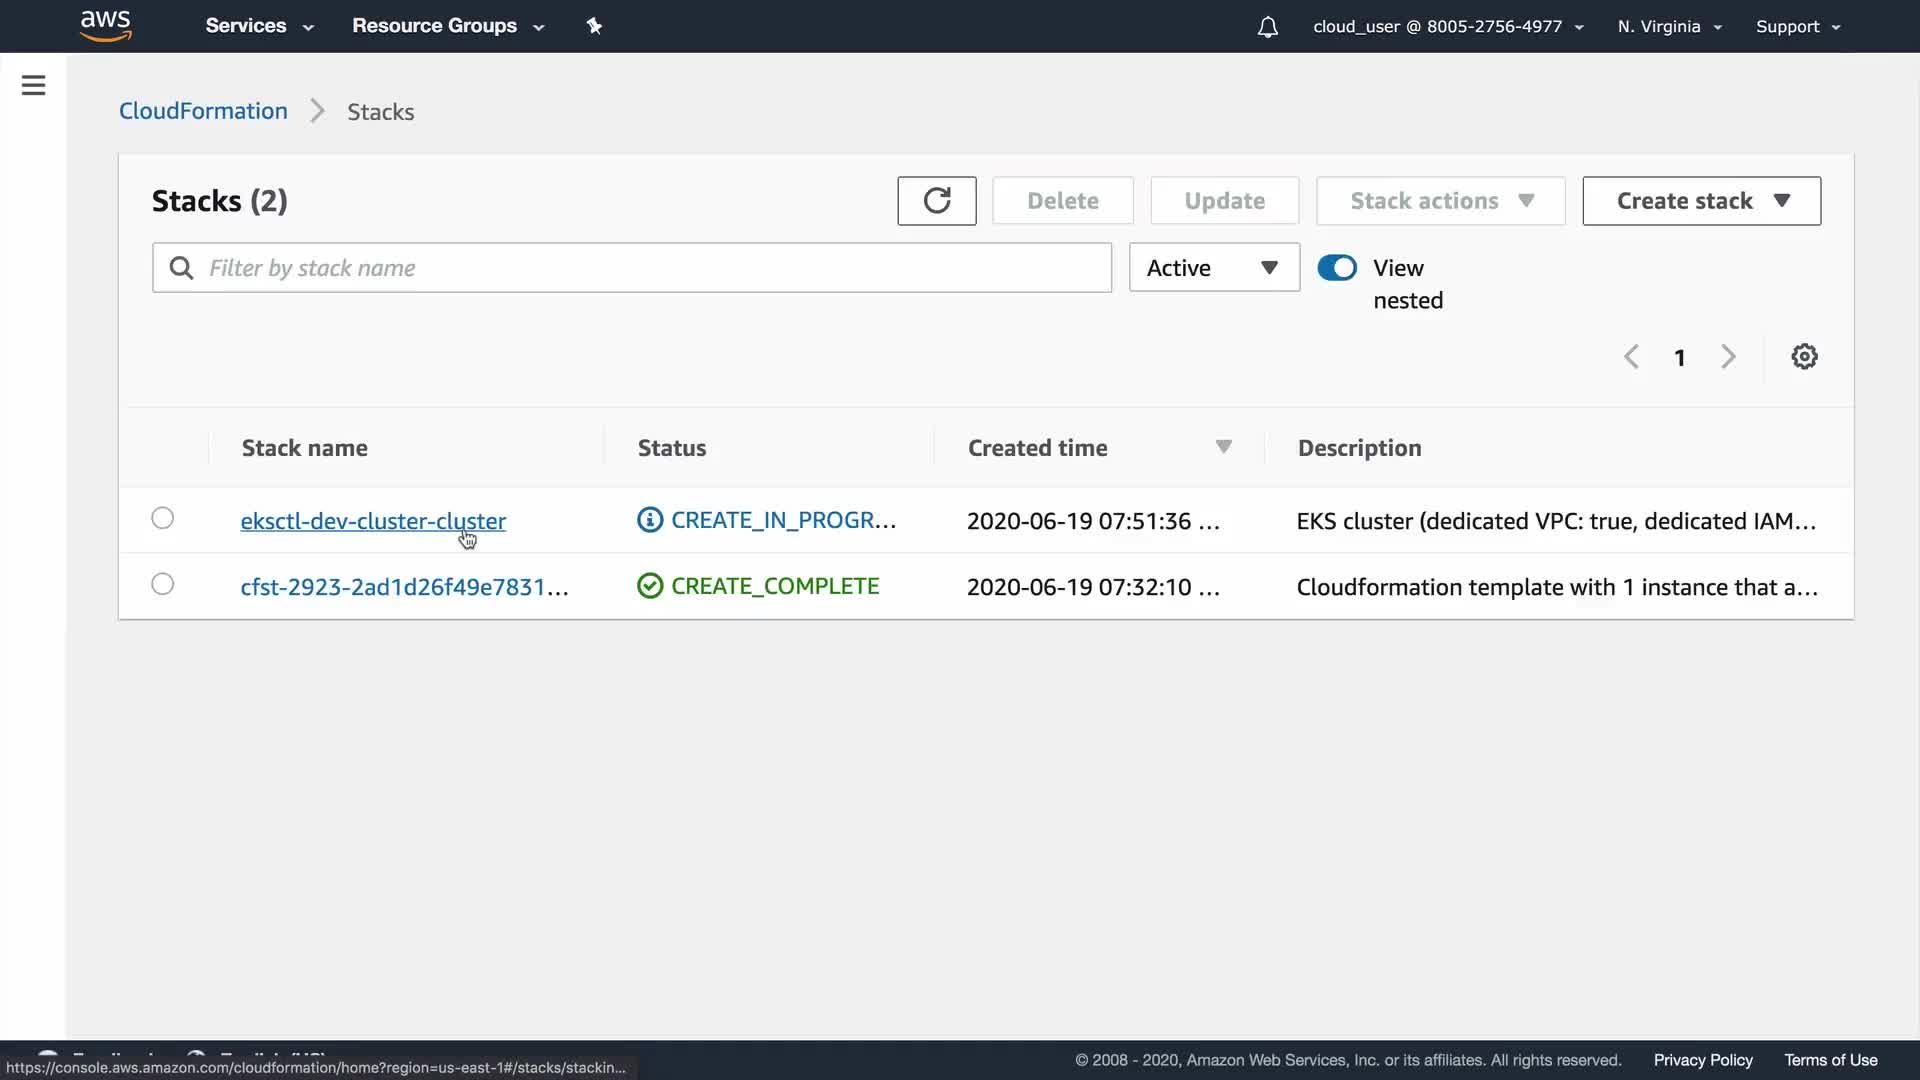 aws Services Resource Groups cloud_user @ 8005-2756-4977 N. Virginia Support
CloudFormation Stacks
Stacks (2) Delete Update Stack actions Create stack
Filter by stack name Active View
nested
1
Stack name Status Created time Description
eksctl-dev-cluster-cluster CREATE_IN_PROGR... 2020-06-19 07:51:36 ... EKS cluster (dedicated VPC: true, dedicated IAM...
cfst-2923-2ad1d26f49e7831... CREATE_COMPLETE 2020-06-19 07:32:10 ... Cloudformation template with 1 instance that a...
© 2008 - 2020, Amazon Web Services, Inc. or its affiliates. All rights reserved. Privacy Policy Terms of Use
https://console.aws.amazon.com/cloudformation/home?region=us-east-1#/stacks/stackin...